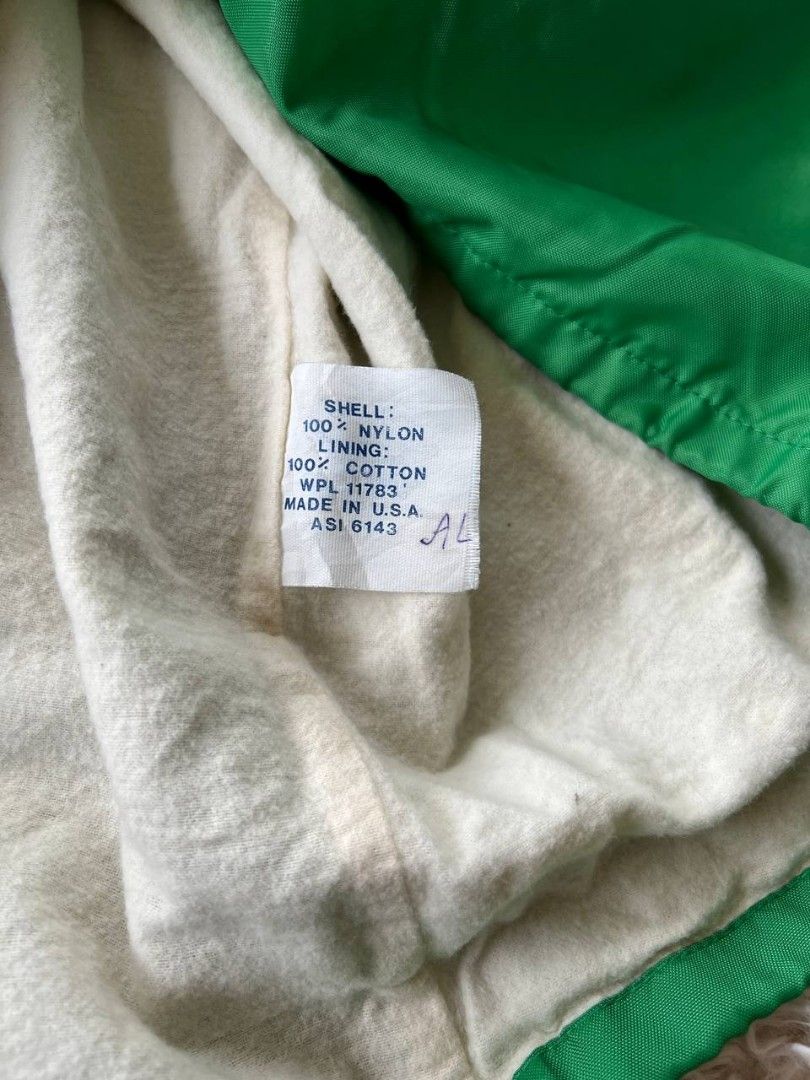 SHELL:
100% NYLON
LINING:
100% COTTON
WPL 11783
MADE IN U.S.A.
ASI 6143
AL